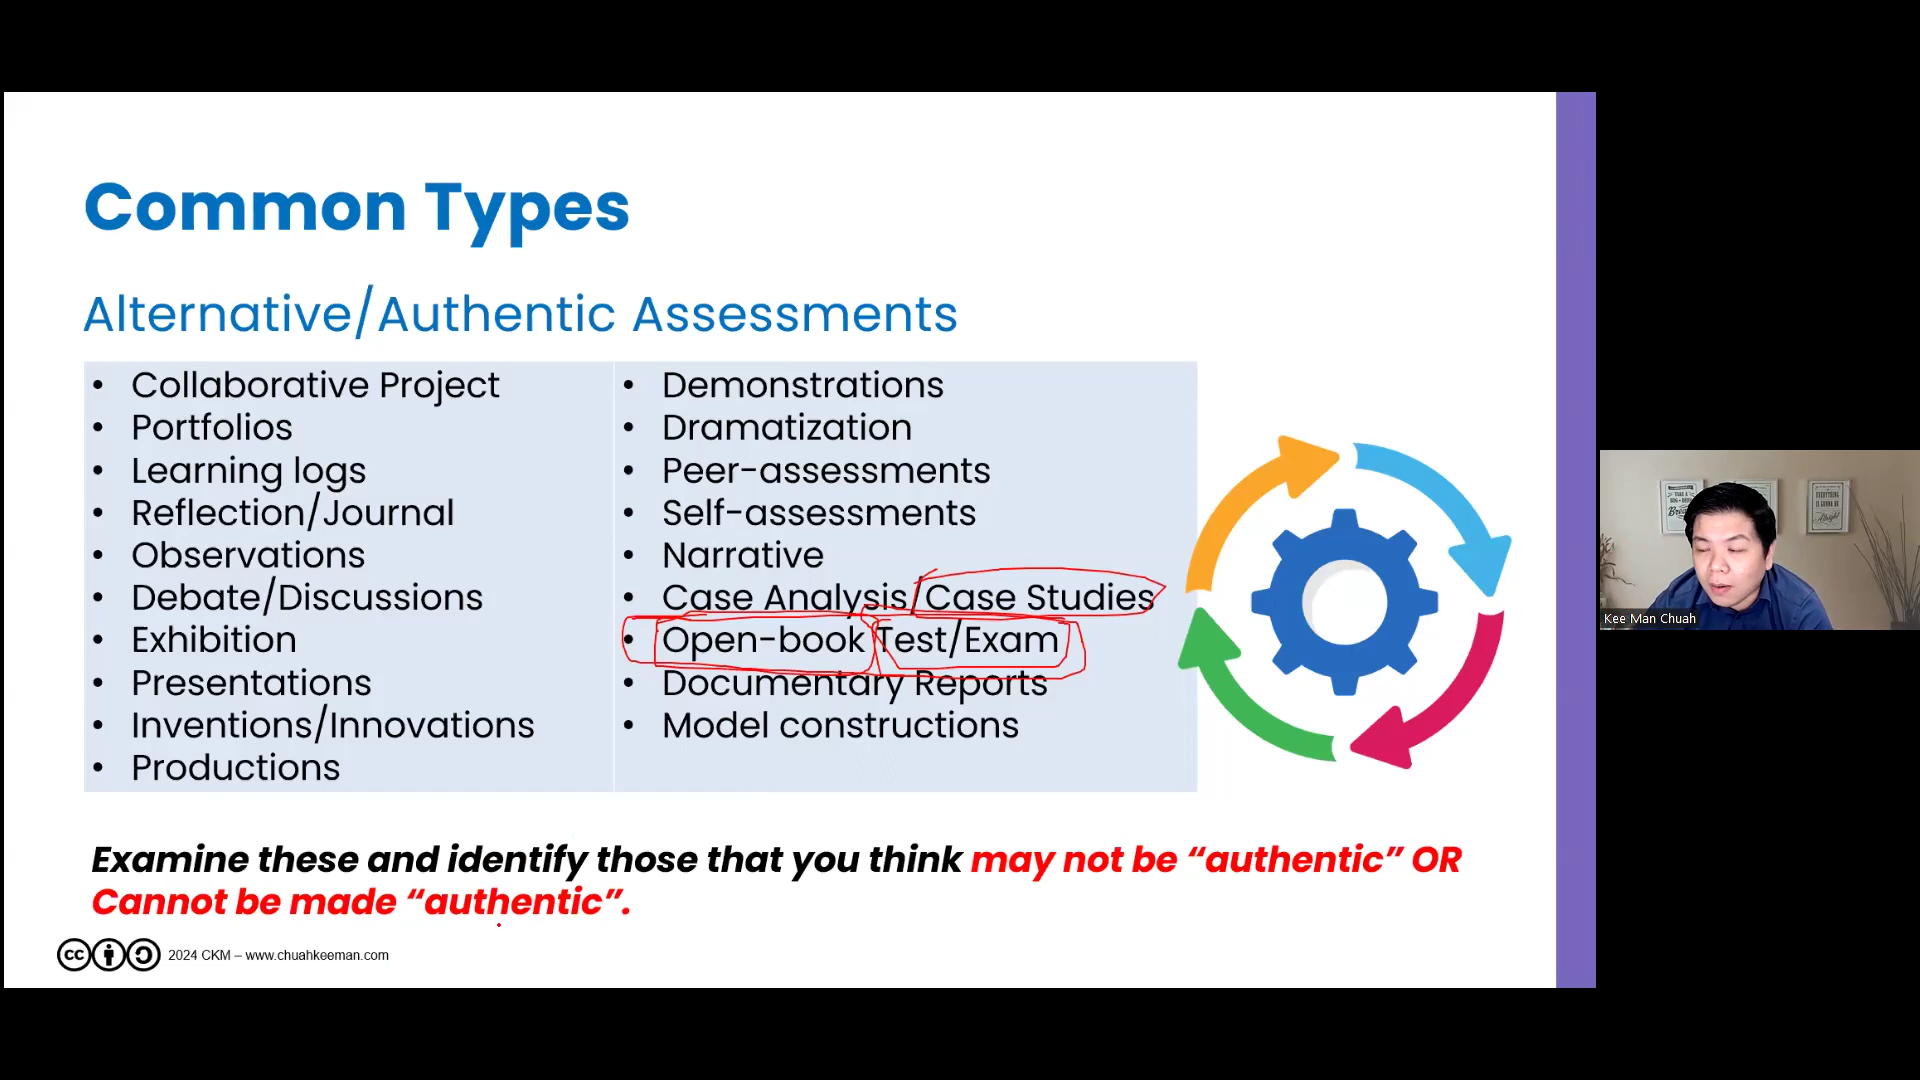 Common Types
Alternative/Authentic Assessments
• Collaborative Project
• Portfolios
• Learning logs
• Reflection/Journal
• Observations
• Debate/Discussions
• Exhibition
• Presentations
• Inventions/Innovations
• Productions
• Demonstrations
• Dramatization
• Peer-assessments
• Self-assessments
• Narrative
• Case Analysis/Case Studies
• Open-book Test/Exam
• Documentary Reports
• Model constructions
Examine these and identify those that you think may not be “authentic” OR
Cannot be made “authentic”.
cc
2024 CKM – www.chuahkeeman.com
Kee Man Chuah